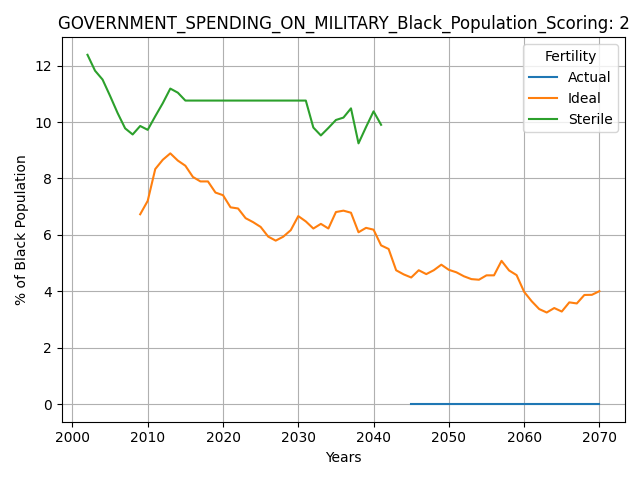 GOVERNMENT_SPENDING_ON_MILITARY_Black_Population_Scoring: 2
Fertility
Actual
Ideal
Sterile
% of Black Population
12
10
8
6
4
2
0
2000 2010 2020 2030 2040 2050 2060 2070
Years